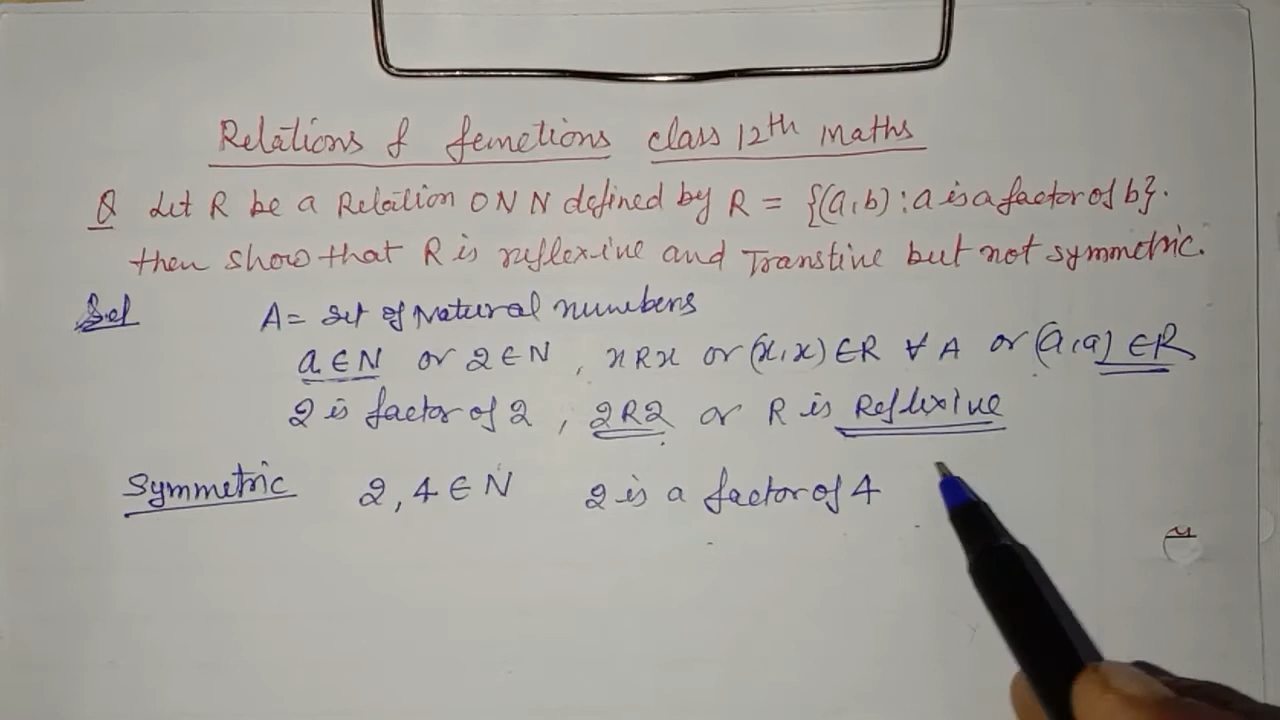 Relations & functions class 12th maths
Q Let R be a Relation ON N defined by R = {(a,b) : a is a factor of b}.
then show that R is reflexive and Transtive but not symmetric.
Sol A = set of Natural numbers
a ∈ N or 2 ∈ N , x R x or (x,x) ∈ R ∀ A or (a,a) ∈ R
2 is factor of 2 , 2R2 or R is Reflexive
Symmetric 2, 4 ∈ N 2 is a factor of 4